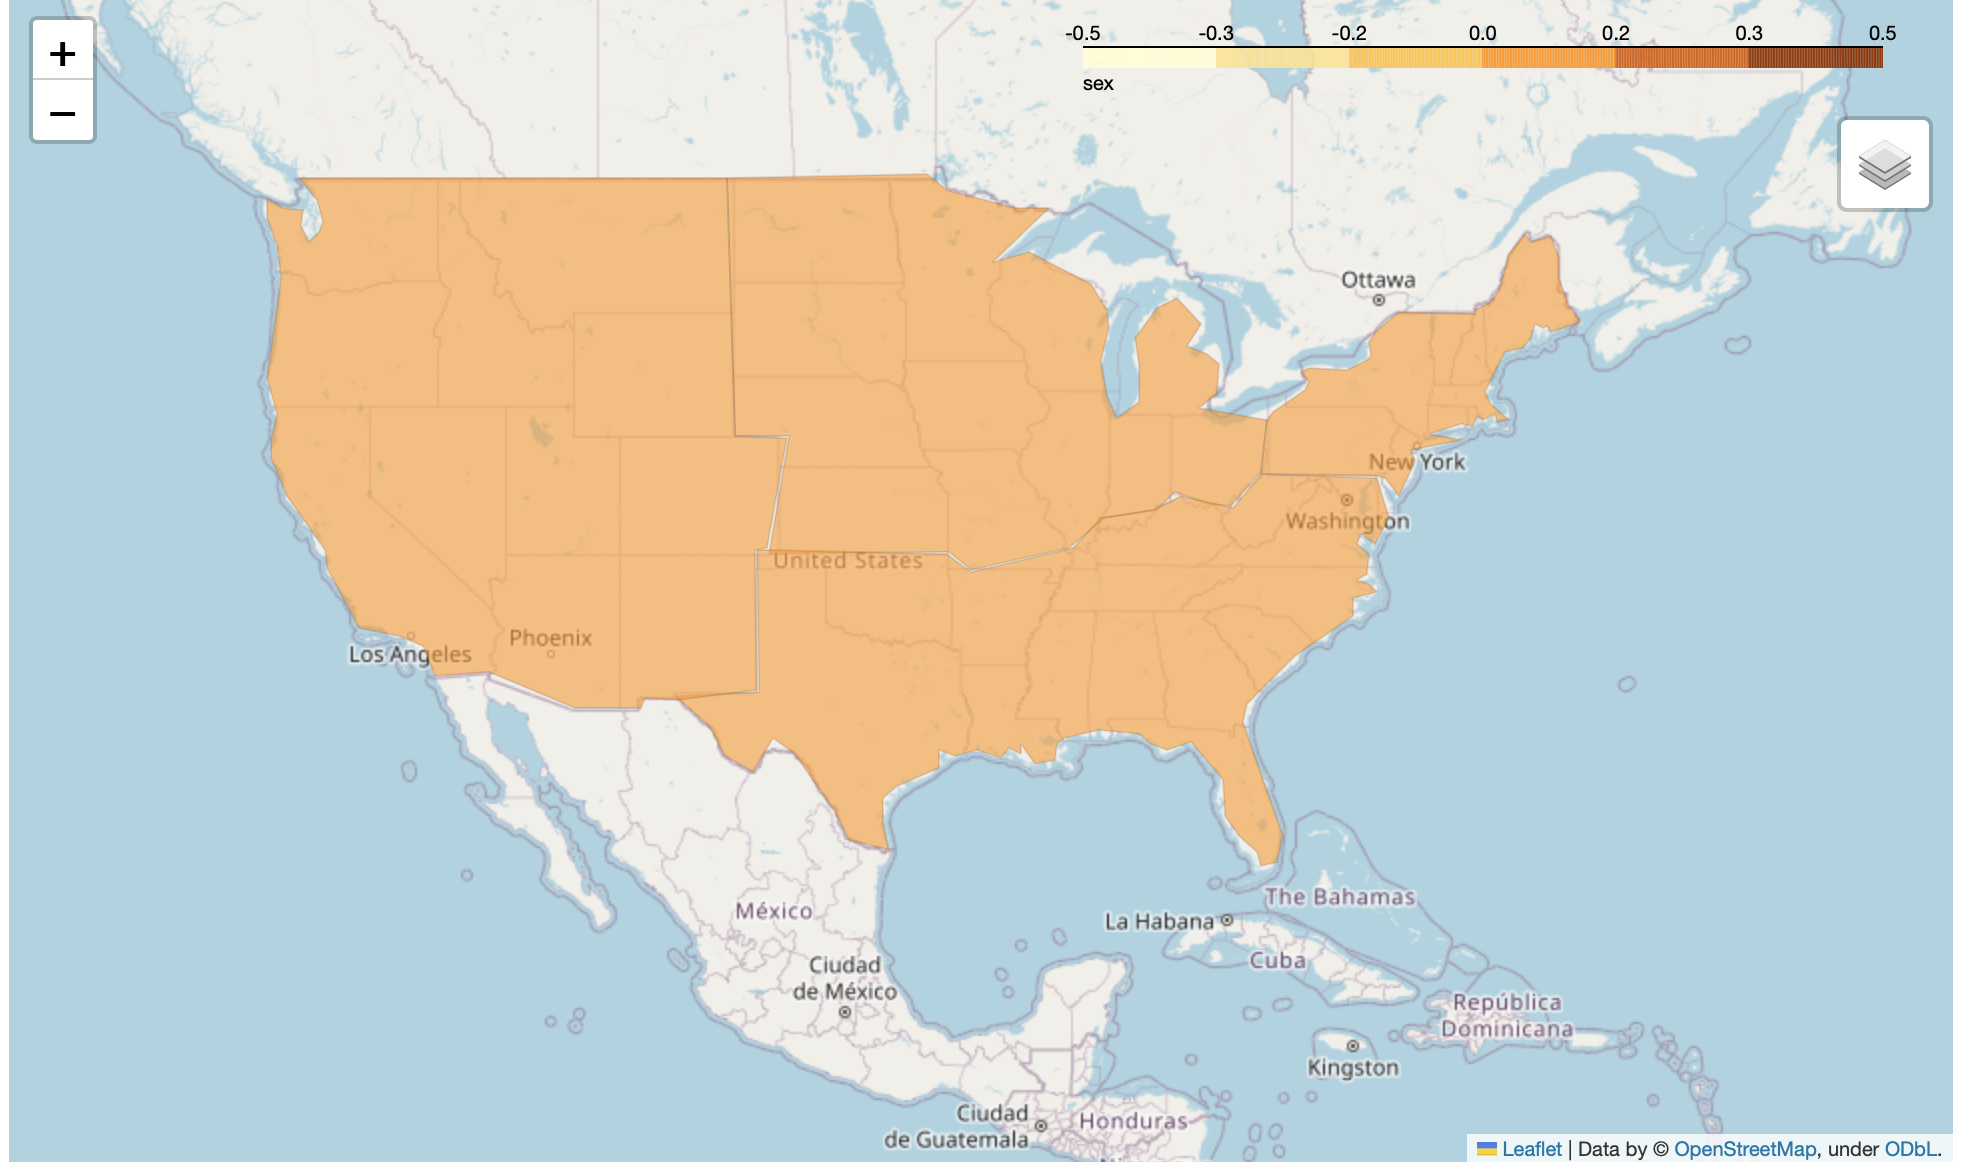 +
−
-0.5 -0.3 -0.2 0.0 0.2 0.3 0.5
sex
Ottawa
New York
Washington
United States
Phoenix
Los Angeles
The Bahamas
La Habana
México
Cuba
Ciudad
de México
República
Dominicana
Kingston
Ciudad
de Guatemala
Honduras
Leaflet | Data by © OpenStreetMap, under ODbL.